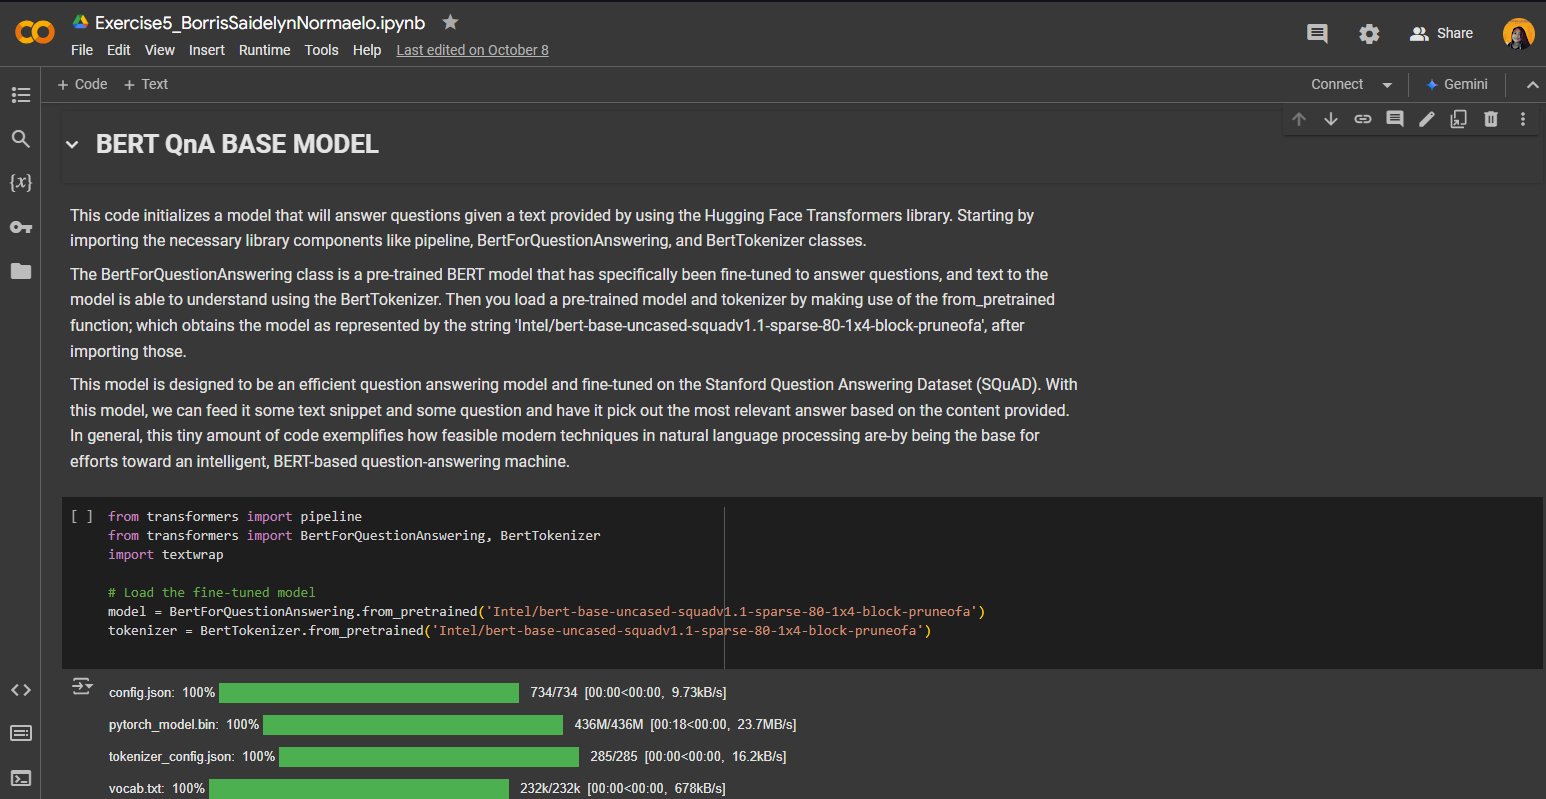 Exercise5_BorrisSaidelynNormaelo.ipynb
File Edit View Insert Runtime Tools Help Last edited on October 8
Share
+ Code + Text
Connect
Gemini
BERT QnA BASE MODEL
This code initializes a model that will answer questions given a text provided by using the Hugging Face Transformers library. Starting by
importing the necessary library components like pipeline, BertForQuestionAnswering, and BertTokenizer classes.
The BertForQuestionAnswering class is a pre-trained BERT model that has specifically been fine-tuned to answer questions, and text to the
model is able to understand using the BertTokenizer. Then you load a pre-trained model and tokenizer by making use of the from_pretrained
function; which obtains the model as represented by the string 'Intel/bert-base-uncased-squadv1.1-sparse-80-1x4-block-pruneofa', after
importing those.
This model is designed to be an efficient question answering model and fine-tuned on the Stanford Question Answering Dataset (SQuAD). With
this model, we can feed it some text snippet and some question and have it pick out the most relevant answer based on the content provided.
In general, this tiny amount of code exemplifies how feasible modern techniques in natural language processing are-by being the base for
efforts toward an intelligent, BERT-based question-answering machine.
[ ] from transformers import pipeline
from transformers import BertForQuestionAnswering, BertTokenizer
import textwrap
# Load the fine-tuned model
model = BertForQuestionAnswering.from_pretrained('Intel/bert-base-uncased-squadv1.1-sparse-80-1x4-block-pruneofa')
tokenizer = BertTokenizer.from_pretrained('Intel/bert-base-uncased-squadv1.1-sparse-80-1x4-block-pruneofa')
config.json: 100% 734/734 [00:00<00:00, 9.73kB/s]
pytorch_model.bin: 100% 436M/436M [00:18<00:00, 23.7MB/s]
tokenizer_config.json: 100% 285/285 [00:00<00:00, 16.2kB/s]
vocab.txt: 100% 232k/232k [00:00<00:00, 678kB/s]